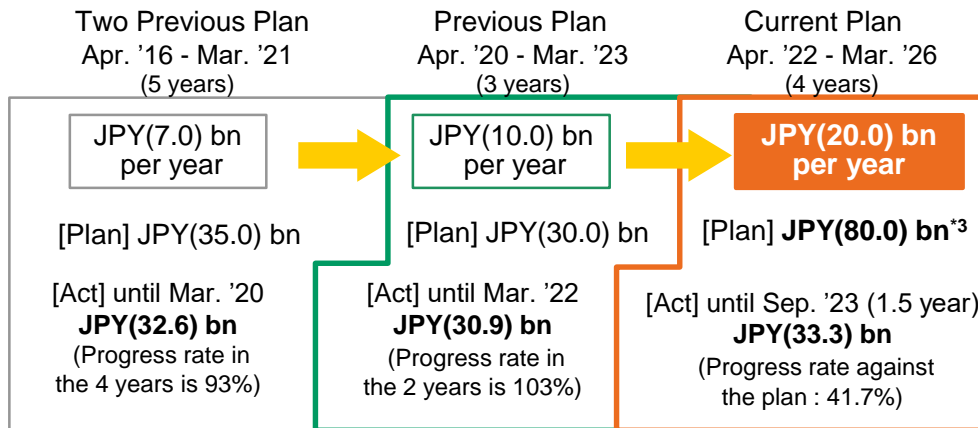 Two Previous Plan
Apr. ’16 - Mar. ’21
(5 years)
JPY(7.0) bn
per year
[Plan] JPY(35.0) bn
[Act] until Mar. ’20
JPY(32.6) bn
(Progress rate in
the 4 years is 93%)
Previous Plan
Apr. ’20 - Mar. ’23
(3 years)
JPY(10.0) bn
per year
[Plan] JPY(30.0) bn
[Act] until Mar. ’22
JPY(30.9) bn
(Progress rate in
the 2 years is 103%)
Current Plan
Apr. ’22 - Mar. ’26
(4 years)
JPY(20.0) bn
per year
[Plan] JPY(80.0) bn*3
[Act] until Sep. ’23 (1.5 year)
JPY(33.3) bn
(Progress rate against
the plan : 41.7%)